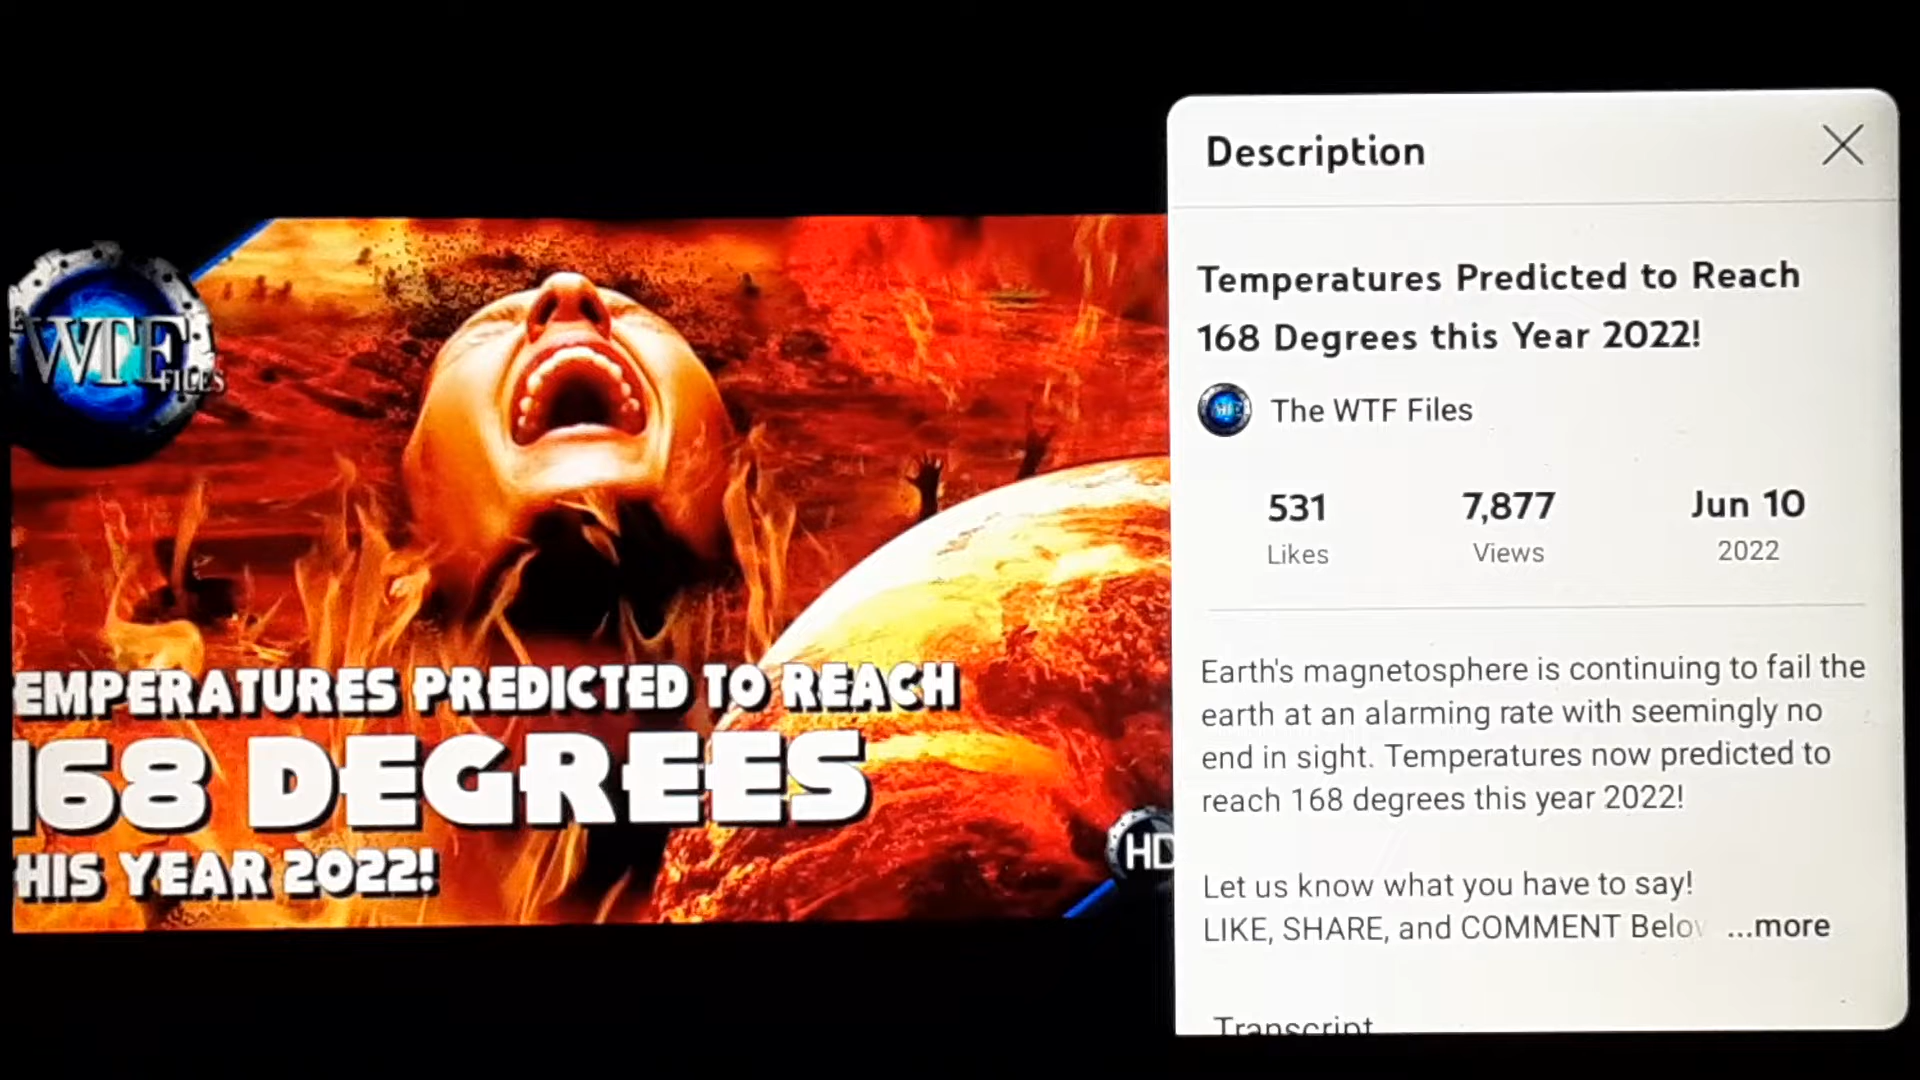 WTF
FILES
EMPERATURES PREDICTED TO REACH
168 DEGREES
HIS YEAR 2022!
HD
Description
Temperatures Predicted to Reach
168 Degrees this Year 2022!
The WTF Files
531
Likes
7,877
Views
Jun 10
2022
Earth's magnetosphere is continuing to fail the
earth at an alarming rate with seemingly no
end in sight. Temperatures now predicted to
reach 168 degrees this year 2022!
Let us know what you have to say!
LIKE, SHARE, and COMMENT Below ...more
Transcript